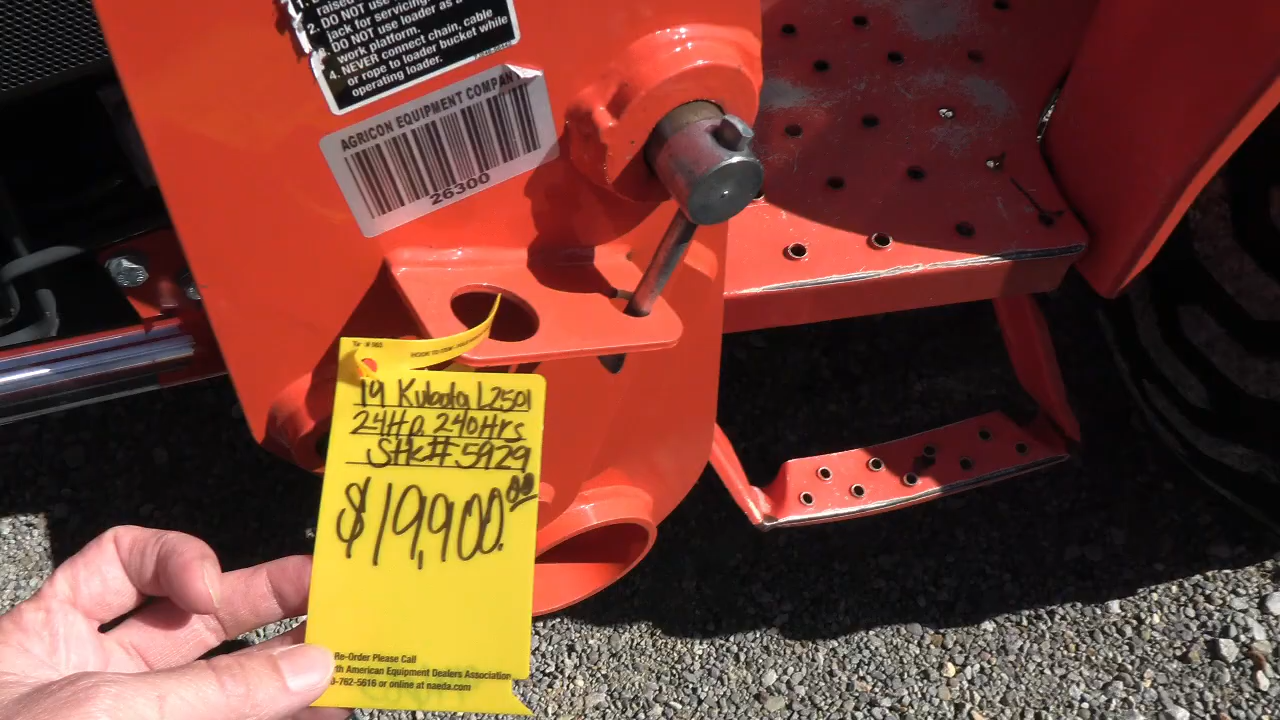 raised
2. DO NOT use
jack for servicing.
3. DO NOT use loader as a
work platform.
4. NEVER connect chain, cable
or rope to loader bucket while
operating loader.
AGRICON EQUIPMENT COMPAN
26300
19 Kubota L2501
24Hp, 240Hrs
Stk# 5929
$19,900.00
Re-Order Please Call
th American Equipment Dealers Association
-762-5616 or online at naeda.com